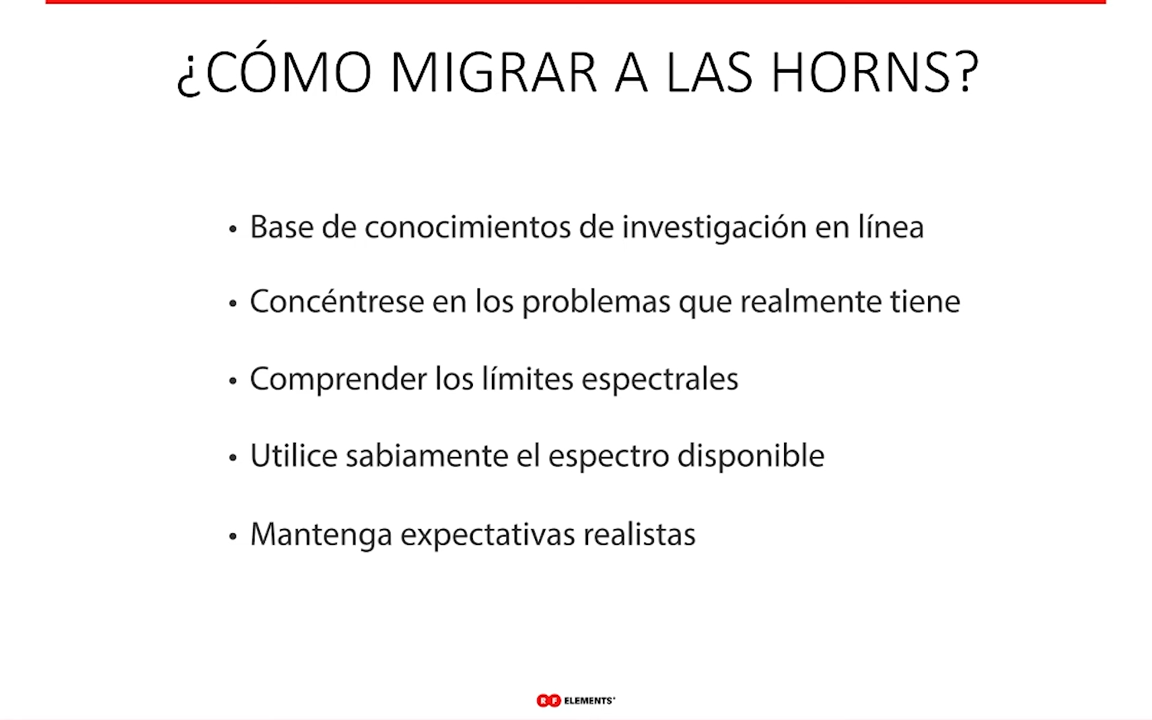 ¿CÓMO MIGRAR A LAS HORNS?
• Base de conocimientos de investigación en línea
• Concéntrese en los problemas que realmente tiene
• Comprender los límites espectrales
• Utilice sabiamente el espectro disponible
• Mantenga expectativas realistas
RF ELEMENTS